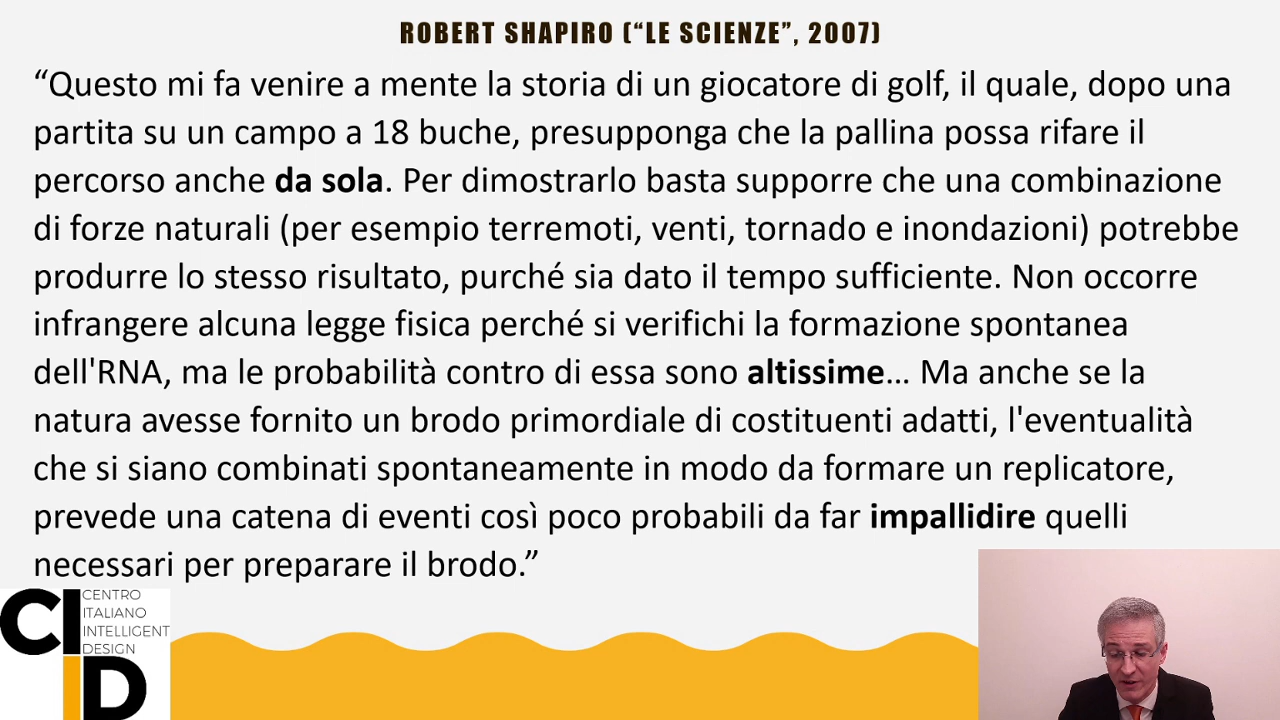 ROBERT SHAPIRO (“LE SCIENZE”, 2007)
“Questo mi fa venire a mente la storia di un giocatore di golf, il quale, dopo una
partita su un campo a 18 buche, presupponga che la pallina possa rifare il
percorso anche da sola. Per dimostrarlo basta supporre che una combinazione
di forze naturali (per esempio terremoti, venti, tornado e inondazioni) potrebbe
produrre lo stesso risultato, purché sia dato il tempo sufficiente. Non occorre
infrangere alcuna legge fisica perché si verifichi la formazione spontanea
dell'RNA, ma le probabilità contro di essa sono altissime… Ma anche se la
natura avesse fornito un brodo primordiale di costituenti adatti, l'eventualità
che si siano combinati spontaneamente in modo da formare un replicatore,
prevede una catena di eventi così poco probabili da far impallidire quelli
necessari per preparare il brodo.”
CIID
CENTRO
ITALIANO
INTELLIGENT
DESIGN